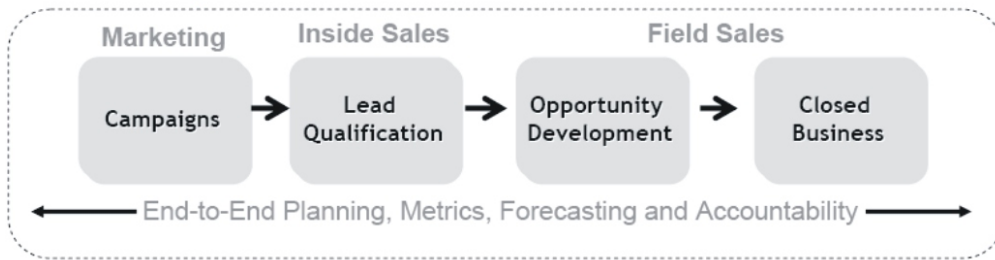 Marketing
Inside Sales
Field Sales
Campaigns
Lead
Qualification
Opportunity
Development
Closed
Business
End-to-End Planning, Metrics, Forecasting and Accountability